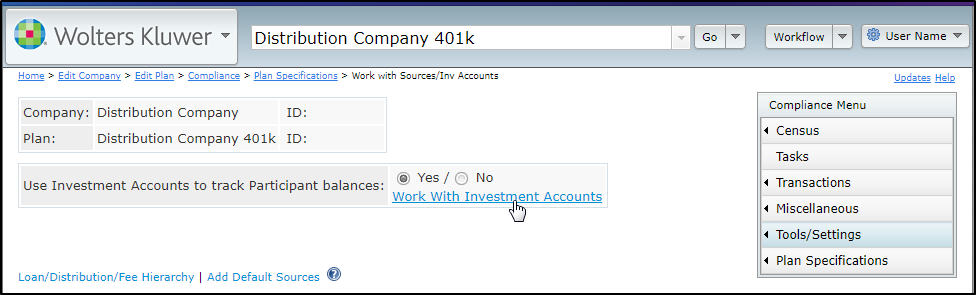 Wolters Kluwer Distribution Company 401k Go Workflow User Name
Home > Edit Company > Edit Plan > Compliance > Plan Specifications > Work with Sources/Inv Accounts Updates Help
Company: Distribution Company ID:
Plan: Distribution Company 401k ID:
Use Investment Accounts to track Participant balances: Yes / No
Work With Investment Accounts
Loan/Distribution/Fee Hierarchy | Add Default Sources ?
Compliance Menu
Census
Tasks
Transactions
Miscellaneous
Tools/Settings
Plan Specifications